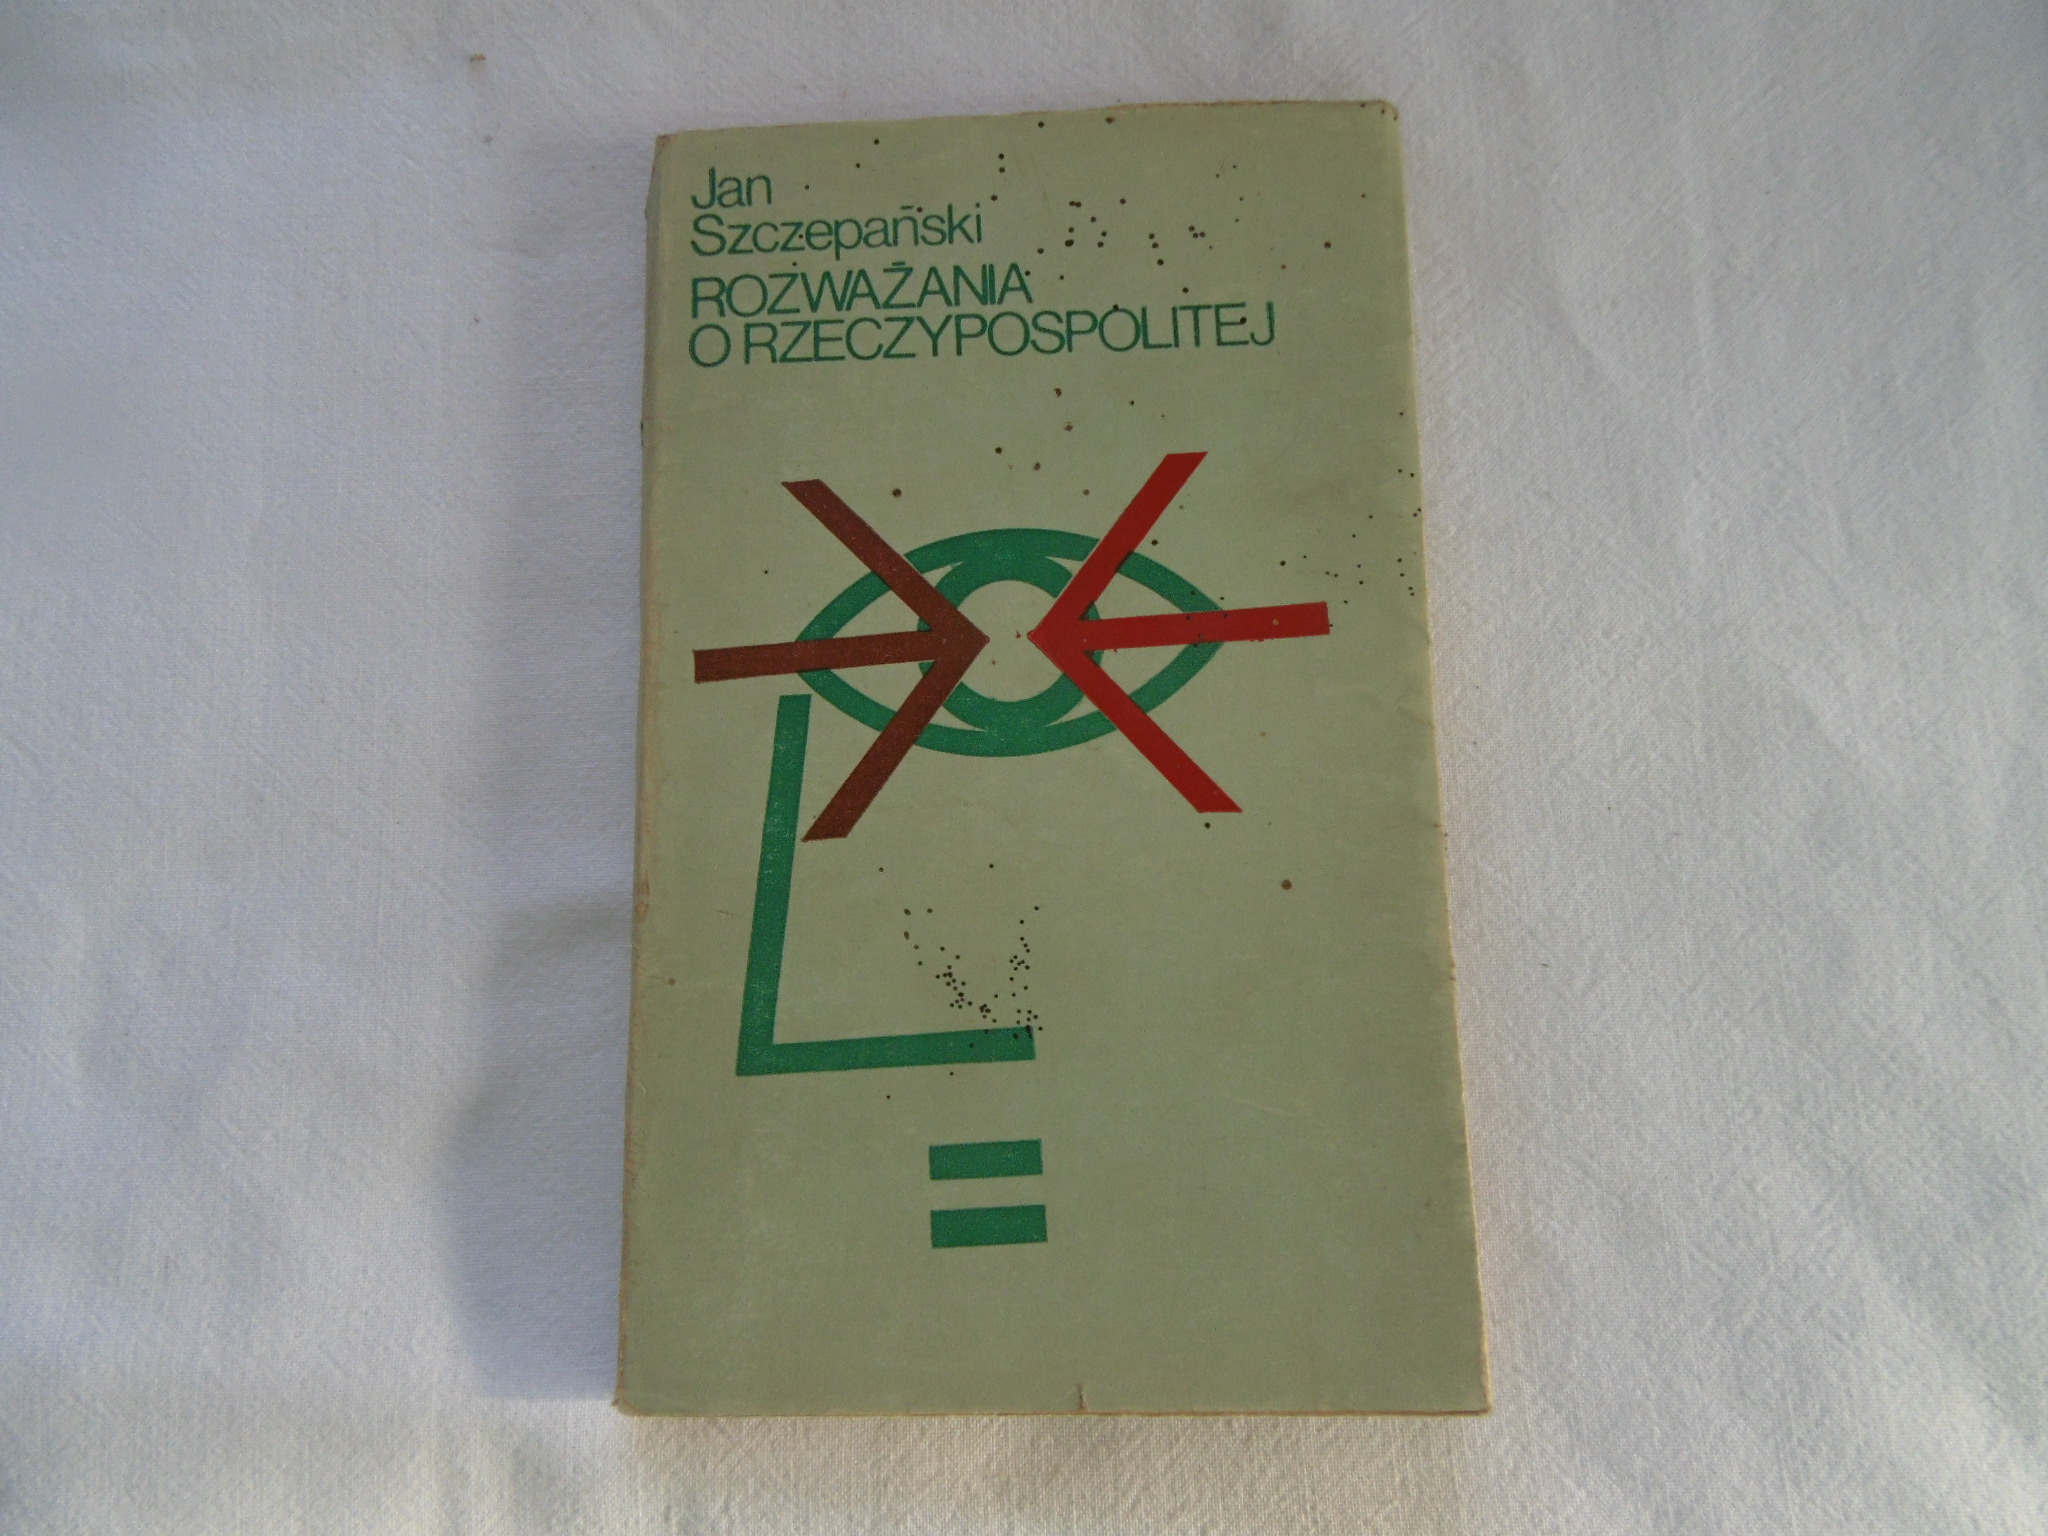 Jan
Szczepański
ROZWAŻANIA
O RZECZYPOSPOLITEJ